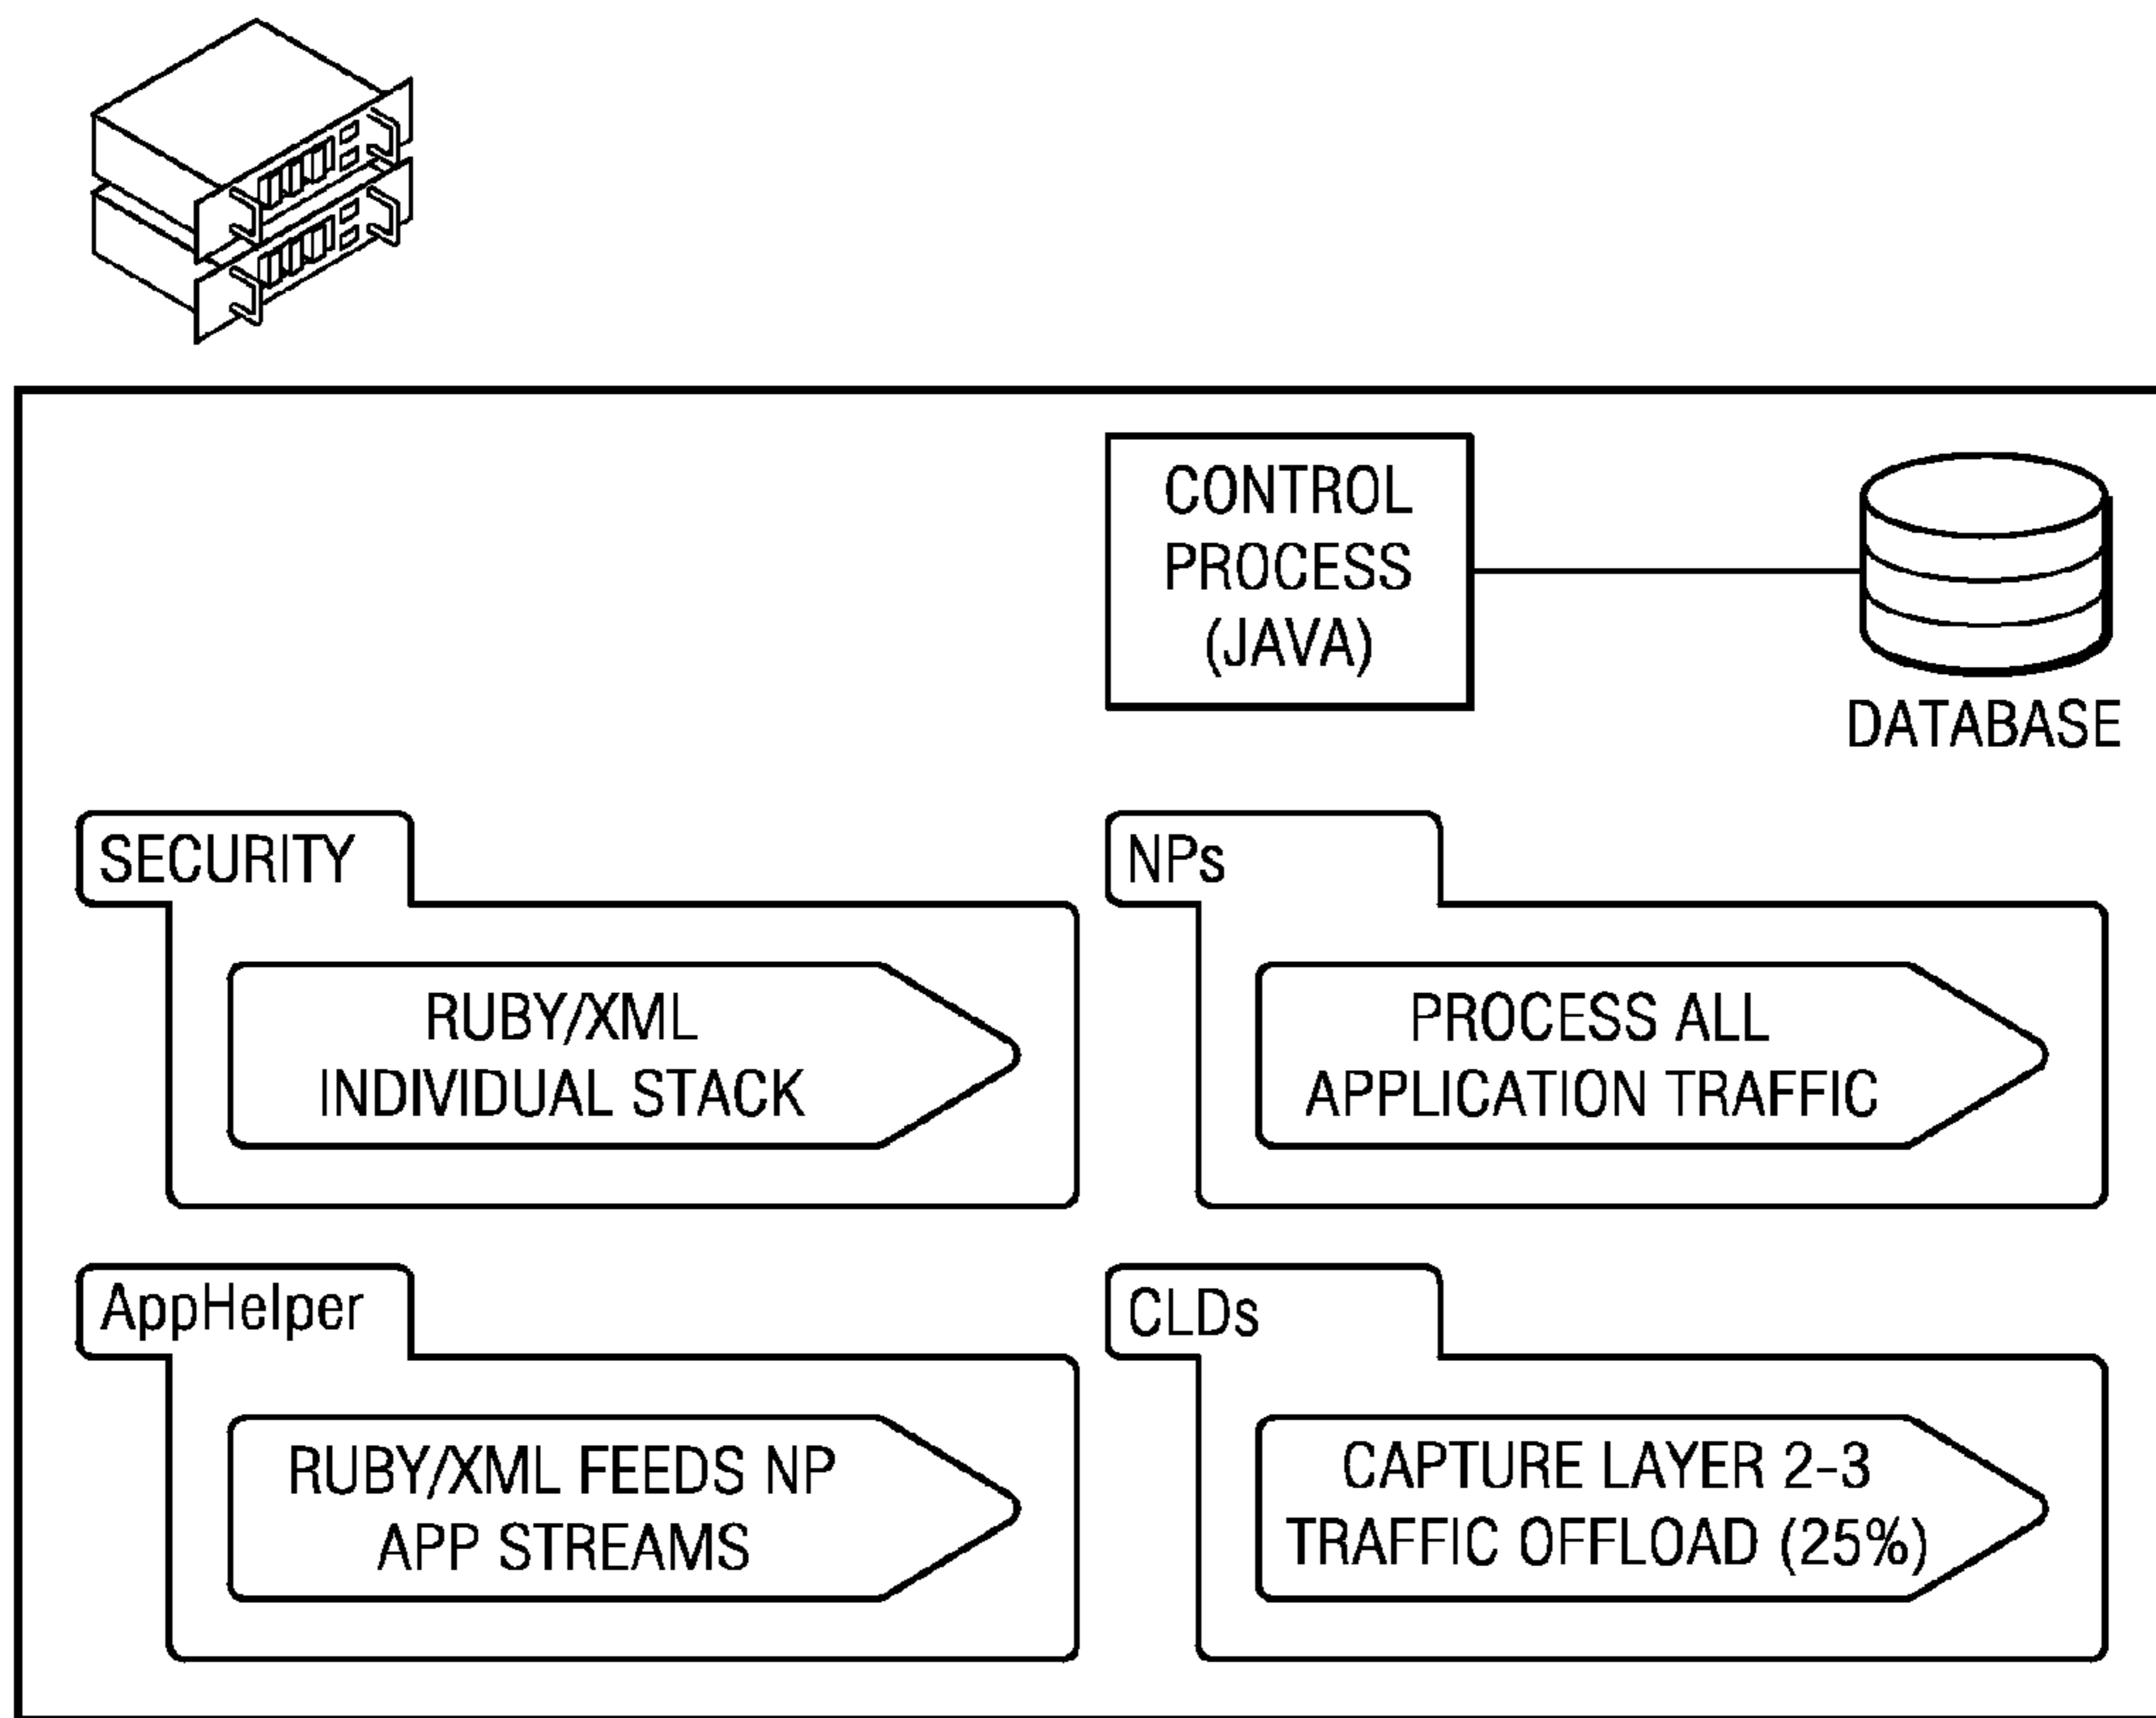 CONTROL
PROCESS
(JAVA)
DATABASE
SECURITY
RUBY/XML
INDIVIDUAL STACK
NPs
PROCESS ALL
APPLICATION TRAFFIC
AppHelper
RUBY/XML FEEDS NP
APP STREAMS
CLDs
CAPTURE LAYER 2-3
TRAFFIC OFFLOAD (25%)